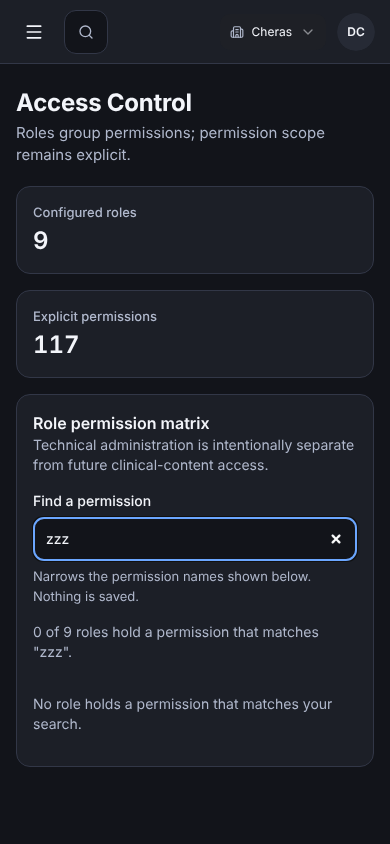 Cheras
DC
Access Control
Roles group permissions; permission scope
remains explicit.
Configured roles
9
Explicit permissions
117
Role permission matrix
Technical administration is intentionally separate
from future clinical-content access.
Find a permission
zzz
Narrows the permission names shown below.
Nothing is saved.
0 of 9 roles hold a permission that matches
"zzz".
No role holds a permission that matches your
search.